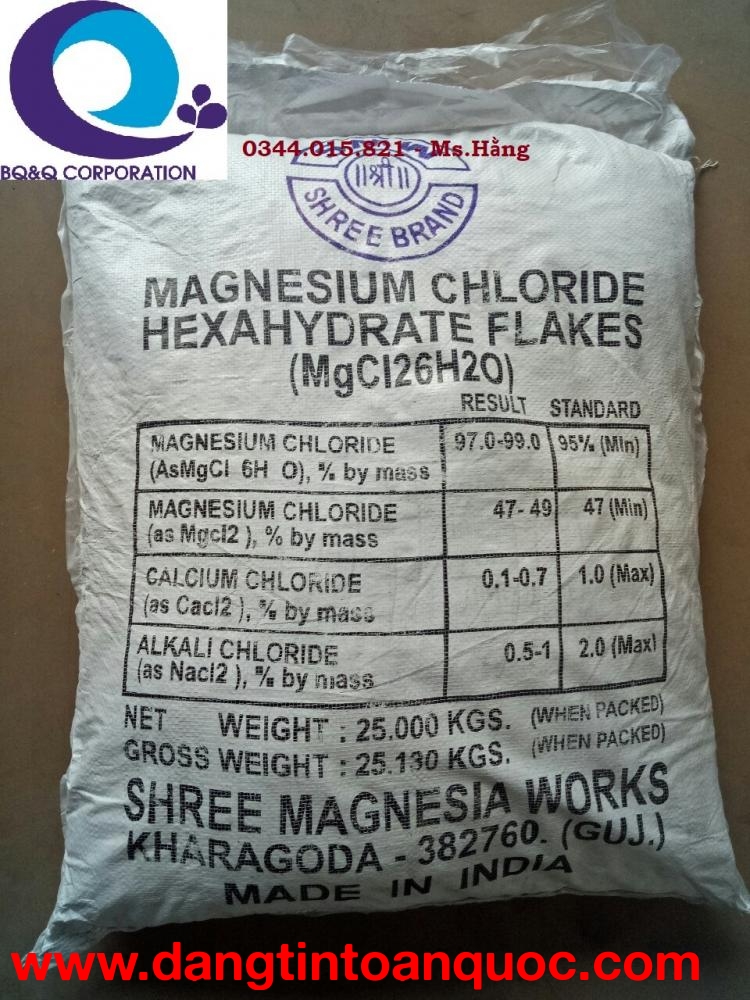 BQ&Q CORPORATION
0344.015.821 - Ms.Hằng
॥श्री॥
SHREE BRAND
MAGNESIUM CHLORIDE
HEXAHYDRATE FLAKES
(MgCl26H2O)
RESULT STANDARD
MAGNESIUM CHLORIDE 97.0-99.0 95% (Min)
(AsMgCl 6H O), % by mass
MAGNESIUM CHLORIDE 47-49 47 (Min)
(as Mgcl2 ), % by mass
CALCIUM CHLORIDE 0.1-0.7 1.0 (Max)
(as Cacl2 ), % by mass
ALKALI CHLORIDE 0.5-1 2.0 (Max)
(as Nacl2 ), % by mass
NET WEIGHT : 25.000 KGS. (WHEN PACKED)
GROSS WEIGHT : 25.130 KGS. (WHEN PACKED)
SHREE MAGNESIA WORKS
KHARAGODA - 382760. (GUJ.)
MADE IN INDIA
www.dangtintoanquoc.com